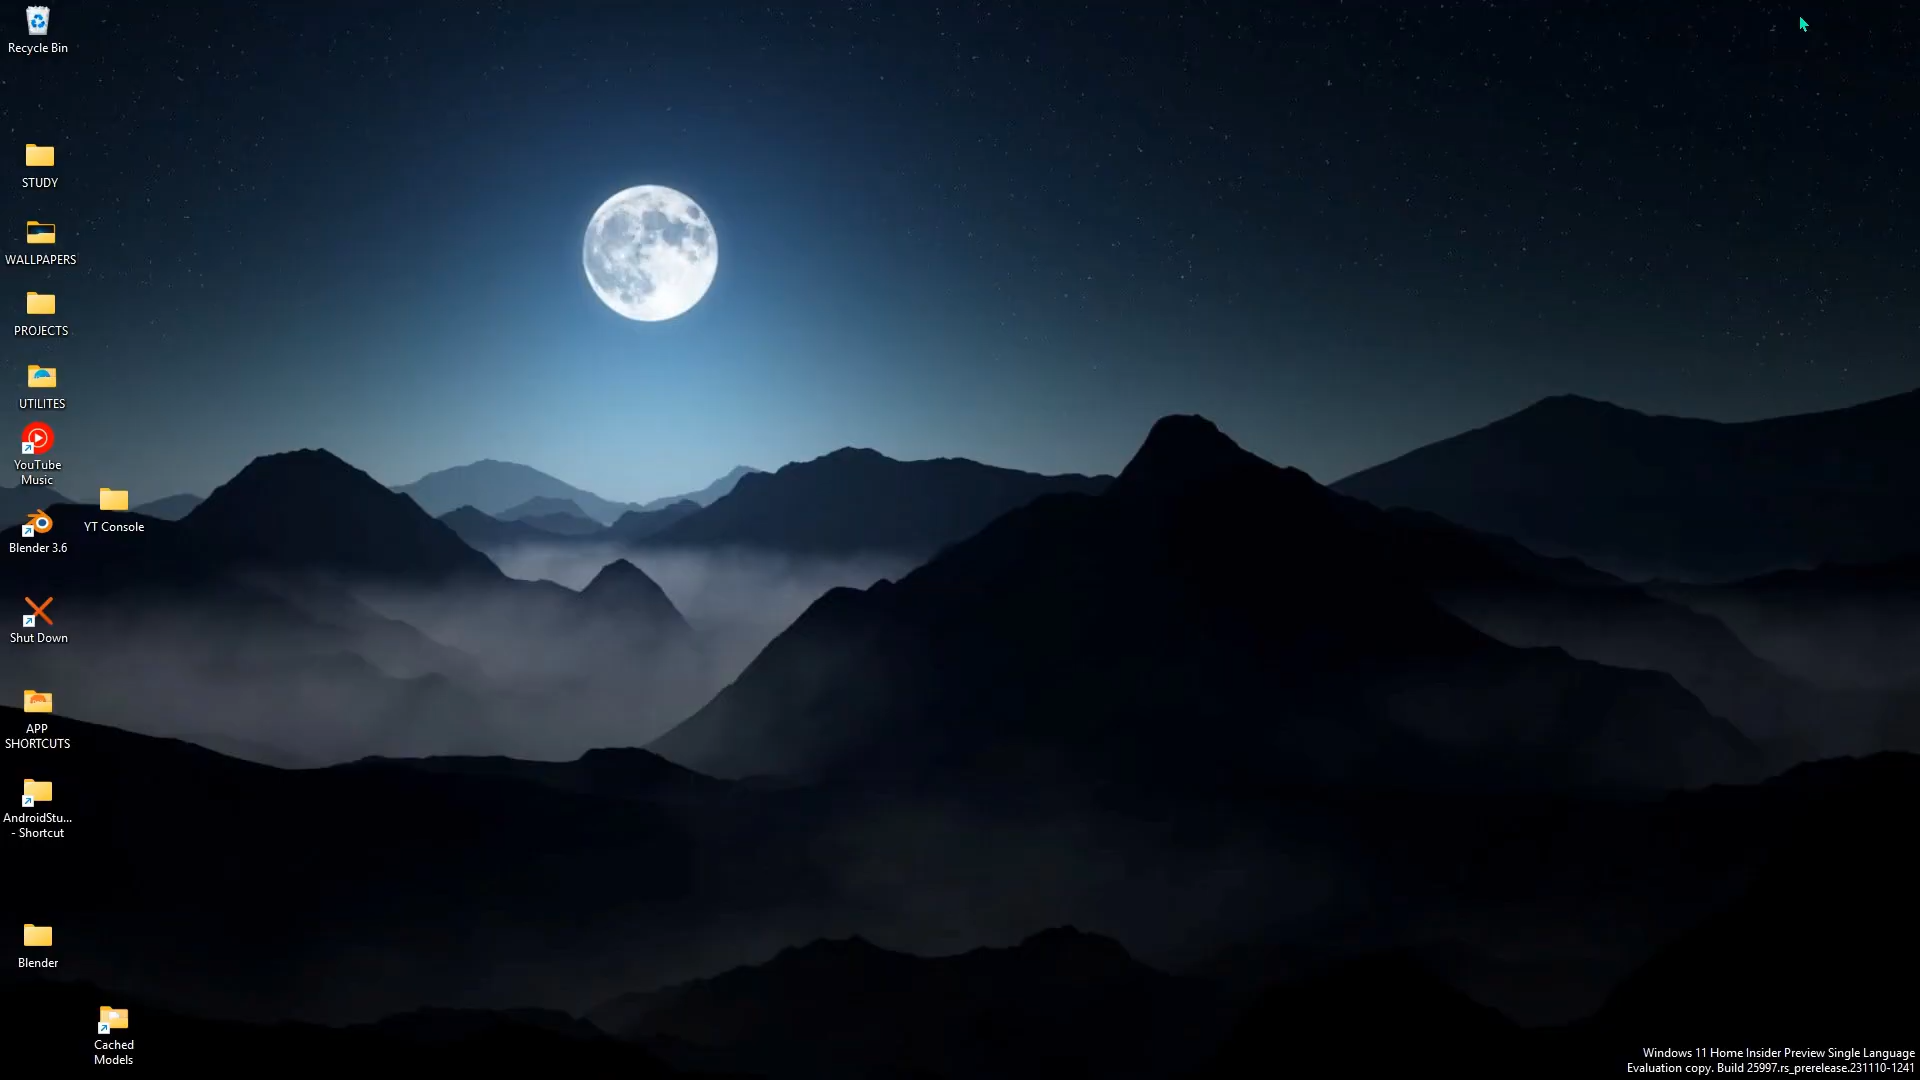 Recycle Bin
STUDY
WALLPAPERS
PROJECTS
UTILITES
YouTube
Music
YT Console
Blender 3.6
Shut Down
APP
SHORTCUTS
AndroidStu...
- Shortcut
Blender
Cached
Models
Windows 11 Home Insider Preview Single Language
Evaluation copy. Build 25997.rs_prerelease.231110-1241